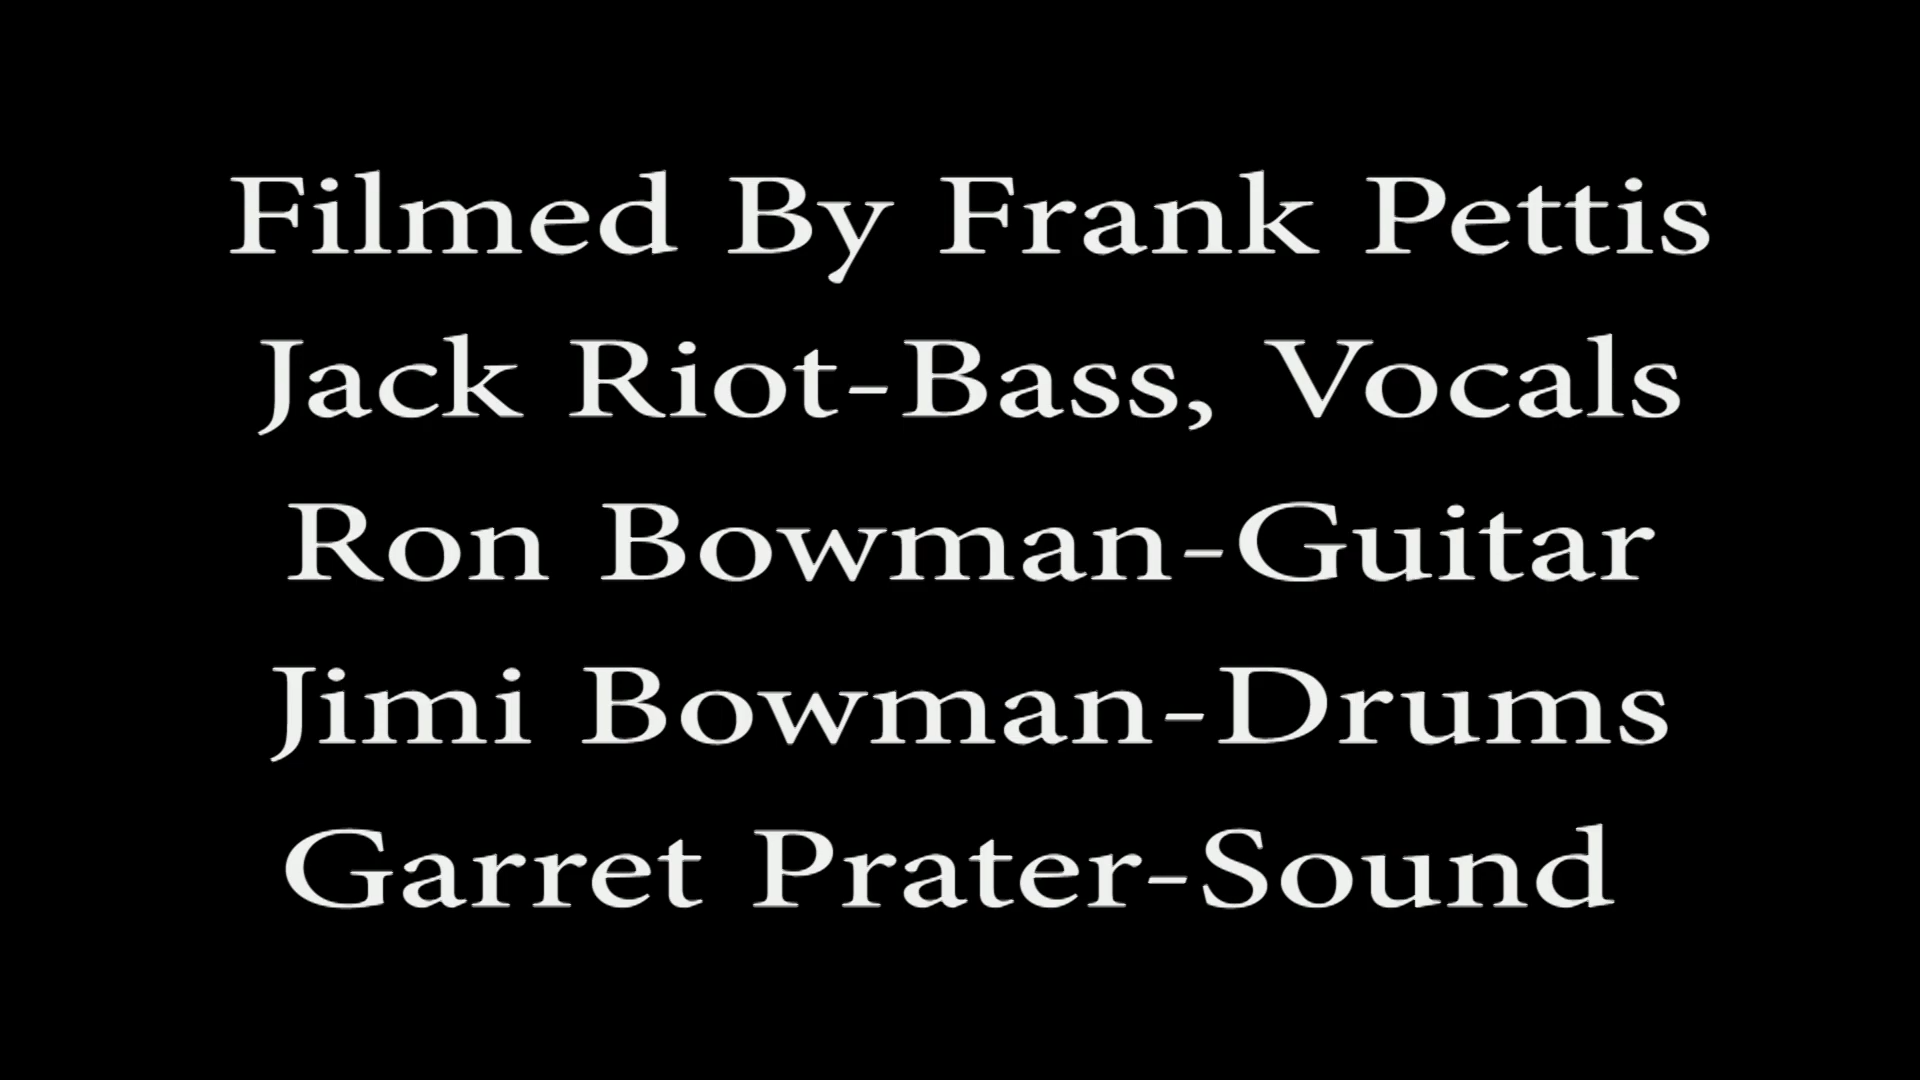 Filmed By Frank Pettis
Jack Riot-Bass, Vocals
Ron Bowman-Guitar
Jimi Bowman-Drums
Garret Prater-Sound